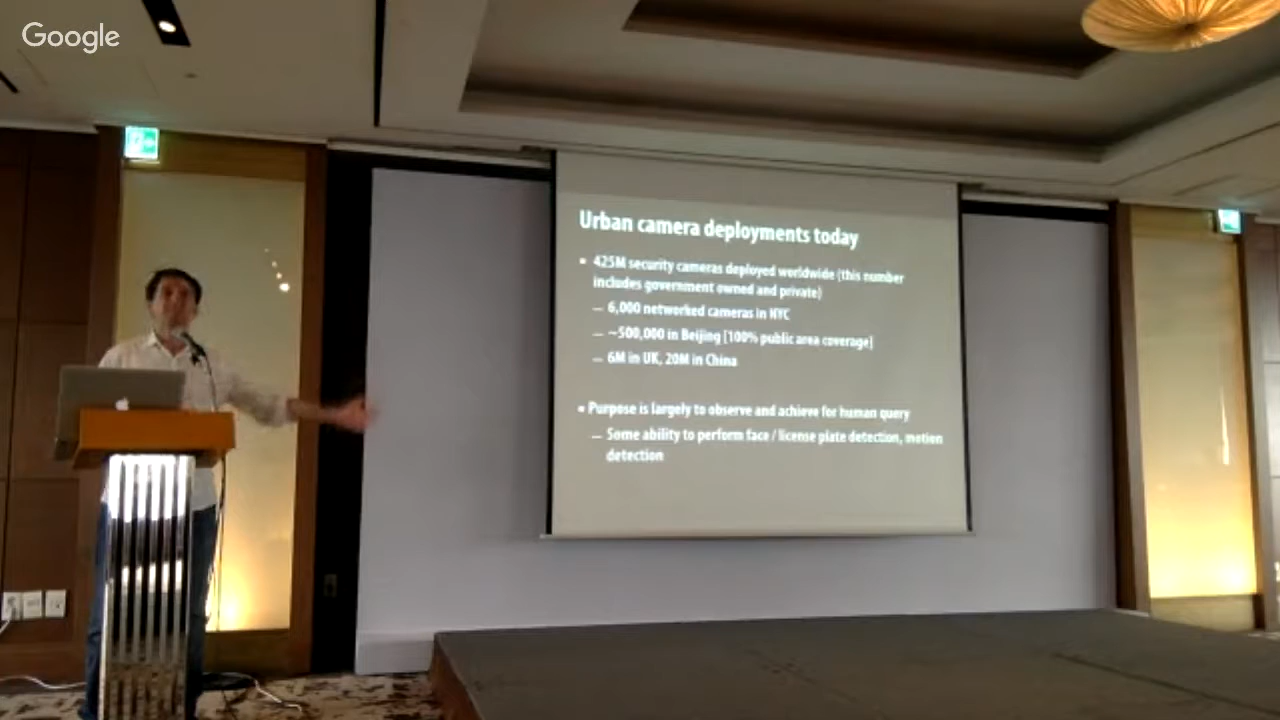 Google
Urban camera deployments today
• 425M security cameras deployed worldwide (this number
includes government owned and private)
– 6,000 networked cameras in NYC
– ~500,000 in Beijing [100% public area coverage]
– 6M in UK, 20M in China
• Purpose is largely to observe and achieve for human query
– Some ability to perform face / license plate detection, motion
detection